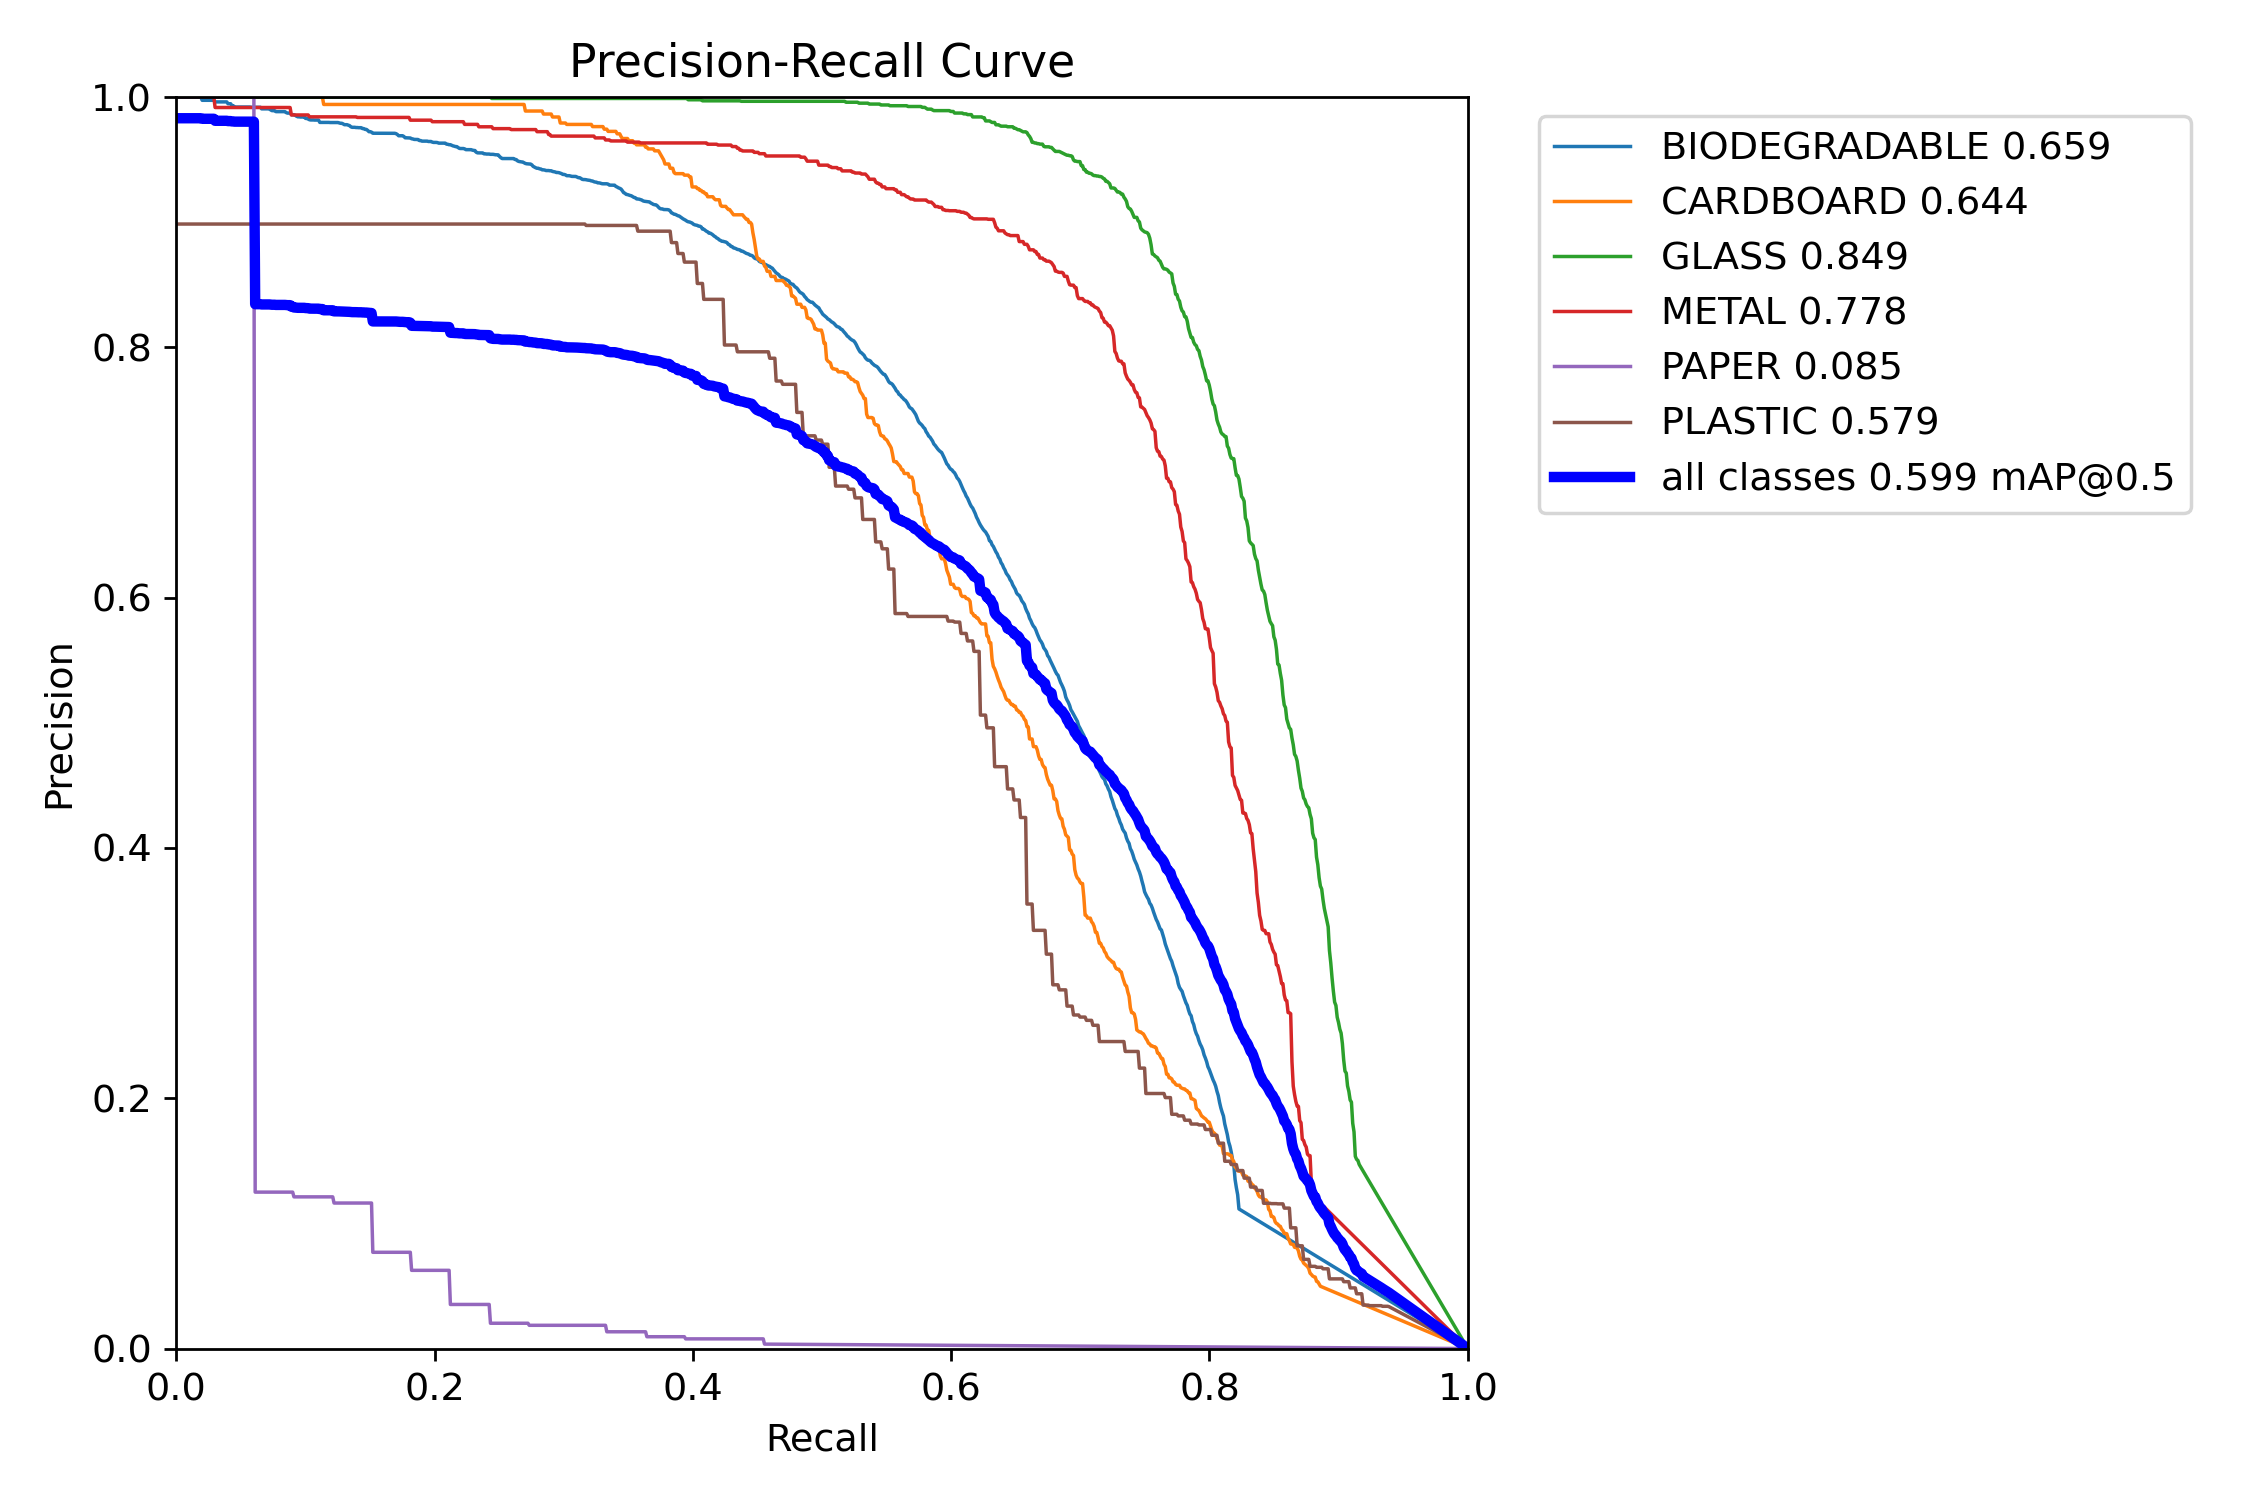 Precision-Recall Curve
1.0
0.8
0.6
0.4
0.2
0.0
Precision
0.0 0.2 0.4 0.6 0.8 1.0
Recall
BIODEGRADABLE 0.659
CARDBOARD 0.644
GLASS 0.849
METAL 0.778
PAPER 0.085
PLASTIC 0.579
all classes 0.599 mAP@0.5